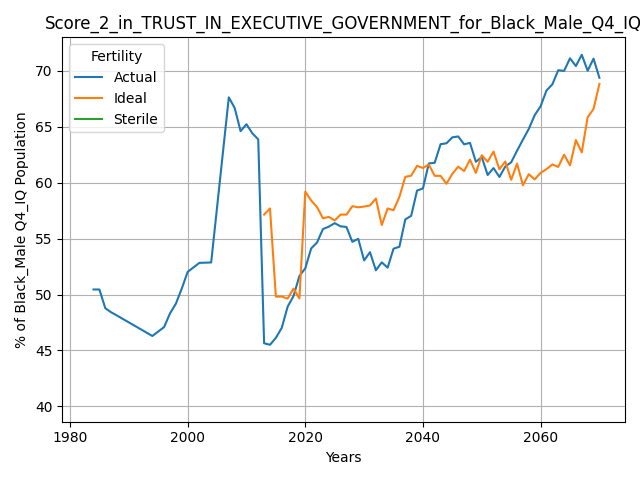 Score_2_in_TRUST_IN_EXECUTIVE_GOVERNMENT_for_Black_Male_Q4_IQ
Fertility
Actual
Ideal
Sterile
% of Black_Male Q4_IQ Population
70
65
60
55
50
45
40
1980
2000
2020
2040
2060
Years